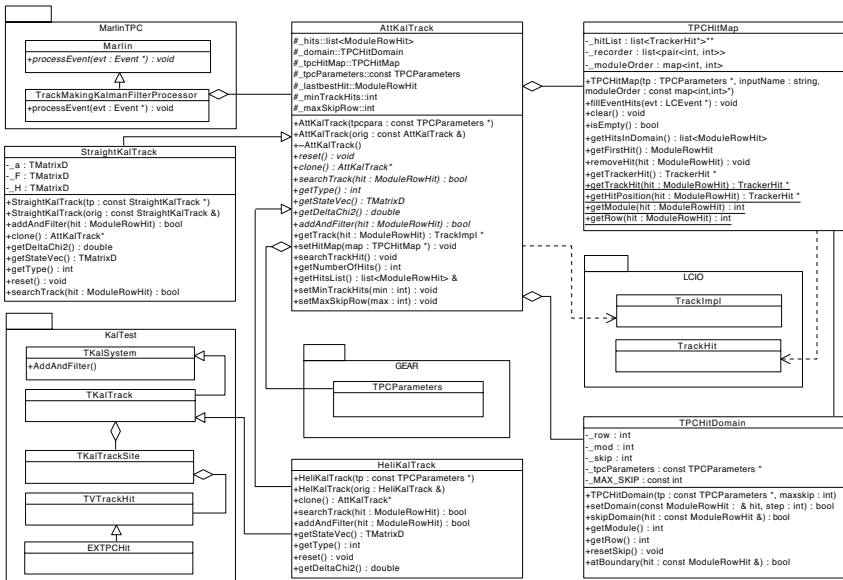 MarlinTPC
Marlin
+processEvent(evt : Event *) : void
TrackMakingKalmanFilterProcessor
+processEvent(evt : Event *) : void
AttKalTrack
#_hits::list<ModuleRowHit>
#_domain::TPCHitDomain
#_tpcHitMap::TPCHitMap
#_tpcParameters::const TPCParameters
#_lastbestHit::ModuleRowHit
#_minTrackHits::int
#_maxSkipRow::int
+AttKalTrack(tpcpara : const TPCParameters *)
+AttKalTrack(orig : const AttKalTrack &)
+~AttKalTrack()
+reset() : void
+clone() : AttKalTrack*
+searchTrack(hit : ModuleRowHit) : bool
+getType() : int
+getStateVec() : TMatrixD
+getDeltaChi2() : double
+addAndFilter(hit : ModuleRowHit) : bool
+getTrack(hit : ModuleRowHit) : TrackImpl *
+setHitMap(map : TPCHitMap *) : void
+searchTrackHit() : void
+getNumberOfHits() : int
+getHitsList() : list<ModuleRowHit> &
+setMinTrackHits(min : int) : void
+setMaxSkipRow(max : int) : void
TPCHitMap
-_hitList : list<TrackerHit*>**
-_recorder : list<pair<int, int>>
-_moduleOrder : map<int, int>
+TPCHitMap(tp : TPCParameters *, inputName : string,
moduleOrder : const map<int,int>*)
+fillEventHits(evt : LCEvent *) : void
+clear() : void
+isEmpty() : bool
+getHitsInDomain() : list<ModuleRowHit>
+getFirstHit() : ModuleRowHit
+removeHit(hit : ModuleRowHit) : void
+getTrackerHit() : TrackerHit *
+getTrackHit(hit : ModuleRowHit) : TrackerHit *
+getHitPosition(hit : ModuleRowHit) : TrackerHit *
+getModule(hit : ModuleRowHit) : int
+getRow(hit : ModuleRowHit) : int
StraightKalTrack
-_a : TMatrixD
-_F : TMatrixD
-_H : TMatrixD
+StraightKalTrack(tp : const StraightKalTrack *)
+StraightKalTrack(orig : const StraightKalTrack &)
+addAndFilter(hit : ModuleRowHit) : bool
+clone() : AttKalTrack*
+getDeltaChi2() : double
+getStateVec() : TMatrixD
+getType() : int
+reset() : void
+searchTrack(hit : ModuleRowHit) : bool
LCIO
TrackImpl
TrackHit
KalTest
TKalSystem
+AddAndFilter()
TKalTrack
TKalTrackSite
TVTrackHit
EXTPCHit
GEAR
TPCParameters
HeliKalTrack
+HeliKalTrack(tp : const TPCParameters *)
+HelKalTrack(orig : HeliKalTrack &)
+clone() : AttKalTrack*
+searchTrack(hit : ModuleRowHit) : bool
+addAndFilter(hit : ModuleRowHit) : bool
+getStateVec() : TMatrixD
+getType() : int
+reset() : void
+getDeltaChi2() : double
TPCHitDomain
-_row : int
-_mod : int
-_skip : int
-_tpcParameters : const TPCParameters *
-_MAX_SKIP : const int
+TPCHitDomain(tp : const TPCParameters *, maxskip : int)
+setDomain(const ModuleRowHit : & hit, step : int) : bool
+skipDomain(hit : const ModuleRowHit &) : bool
+getModule() : int
+getRow() : int
+resetSkip() : void
+atBoundary(hit : const ModuleRowHit &) : bool